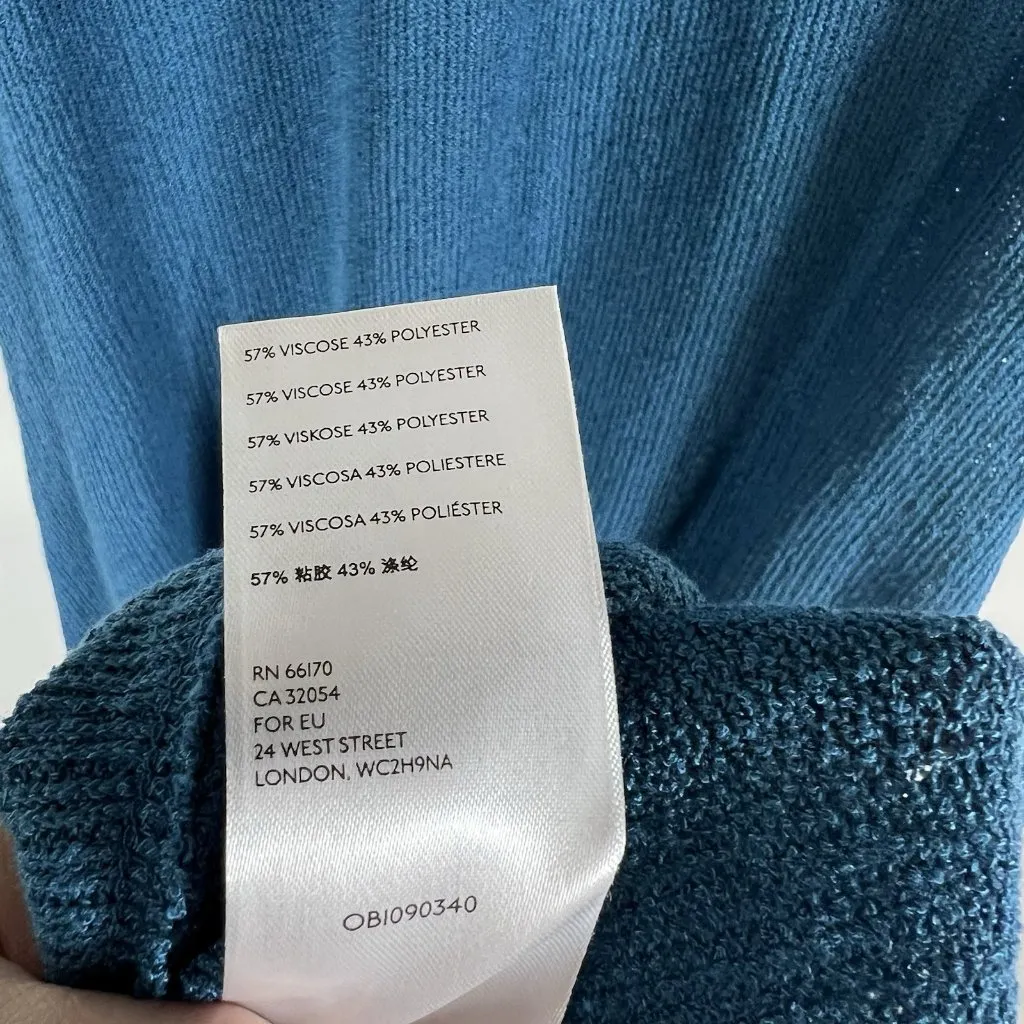 57% VISCOSE 43% POLYESTER
57% VISCOSE 43% POLYESTER
57% VISKOSE 43% POLYESTER
57% VISCOSA 43% POLIESTERE
57% VISCOSA 43% POLIÉSTER
57% 粘胶 43% 涤纶
RN 66170
CA 32054
FOR EU
24 WEST STREET
LONDON, WC2H9NA
OB1090340